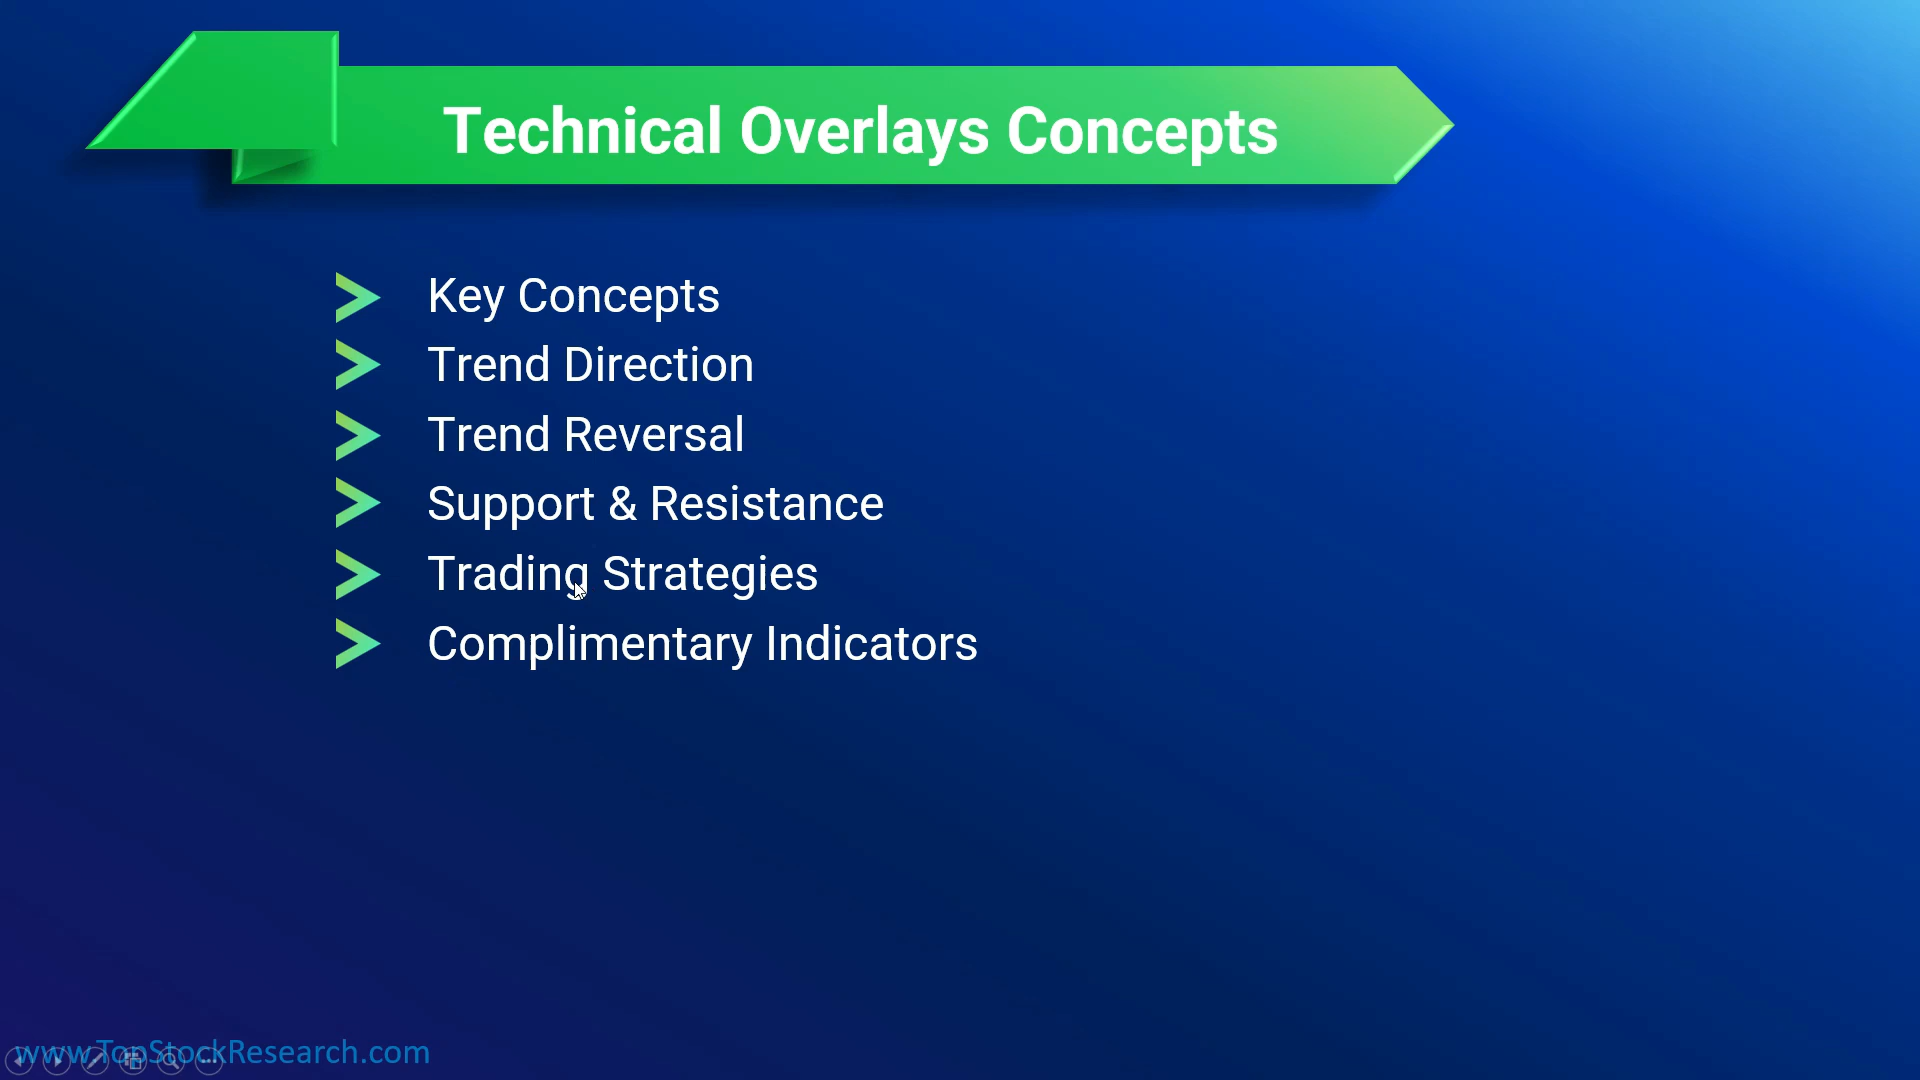 Technical Overlays Concepts
Key Concepts
Trend Direction
Trend Reversal
Support & Resistance
Trading Strategies
Complimentary Indicators
www.TopStockResearch.com